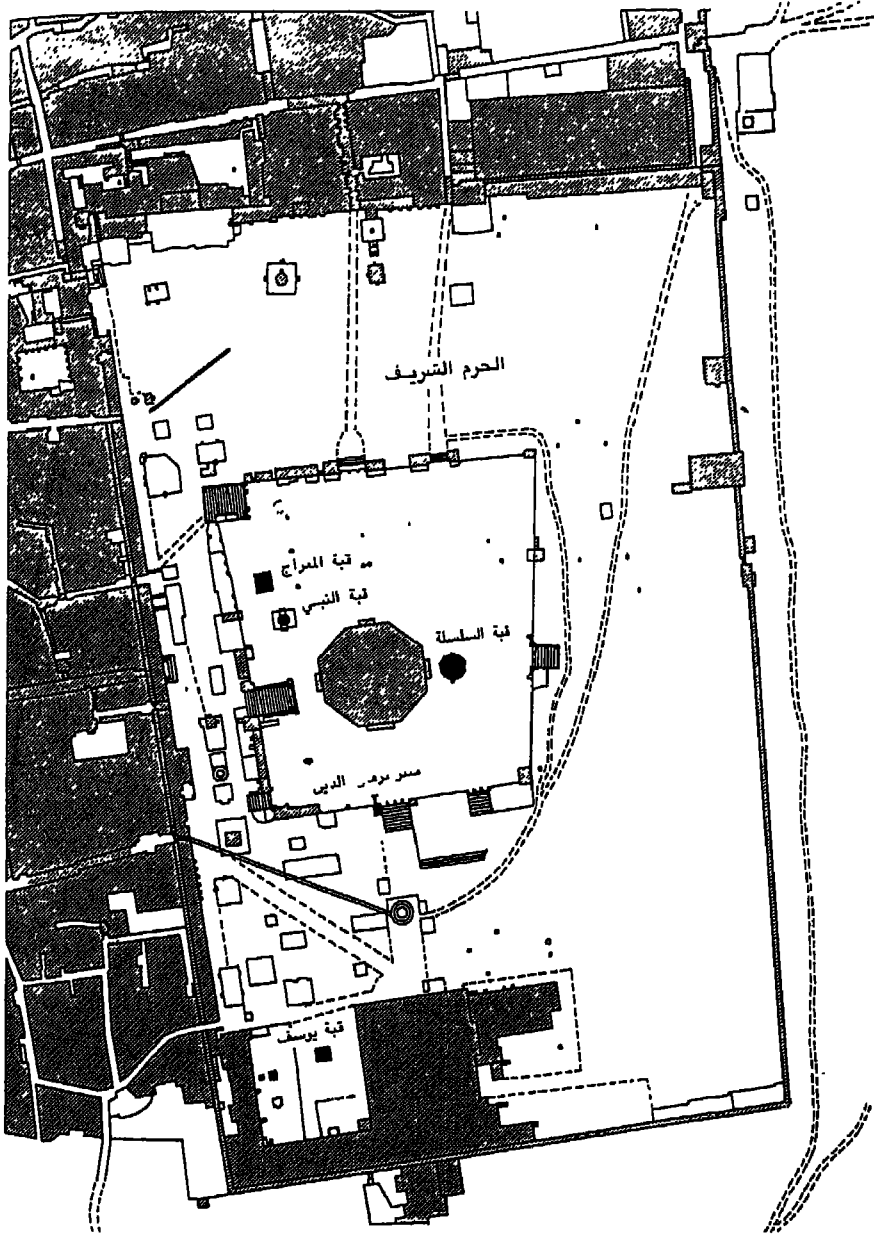 الحرم الشريف
قبة المعراج
قبة النبي
قبة السلسلة
منبر برهان الدين
قبة يوسف